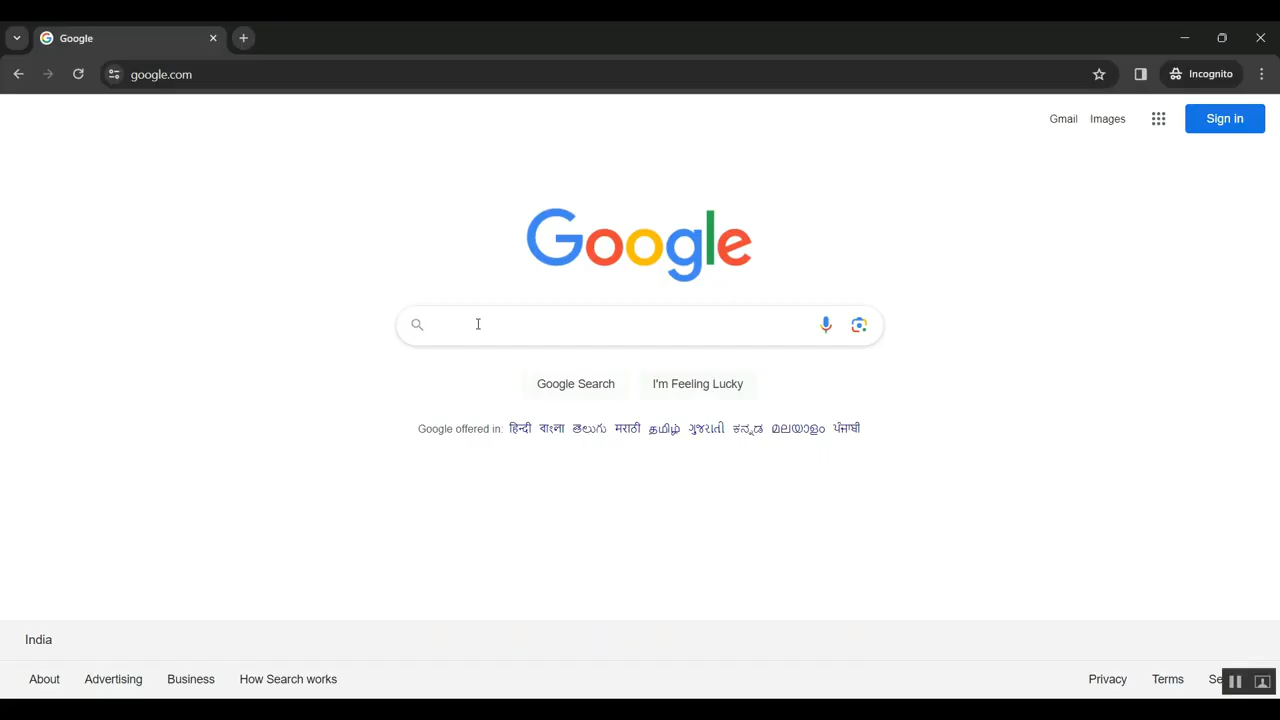 Google
google.com
Incognito
Gmail Images Sign in
Google
Google Search I'm Feeling Lucky
Google offered in: हिन्दी বাংলা తెలుగు मराठी தமிழ் ગુજરાતી ಕನ್ನಡ മലയാളം ਪੰਜਾਬੀ
India
About Advertising Business How Search works Privacy Terms Se